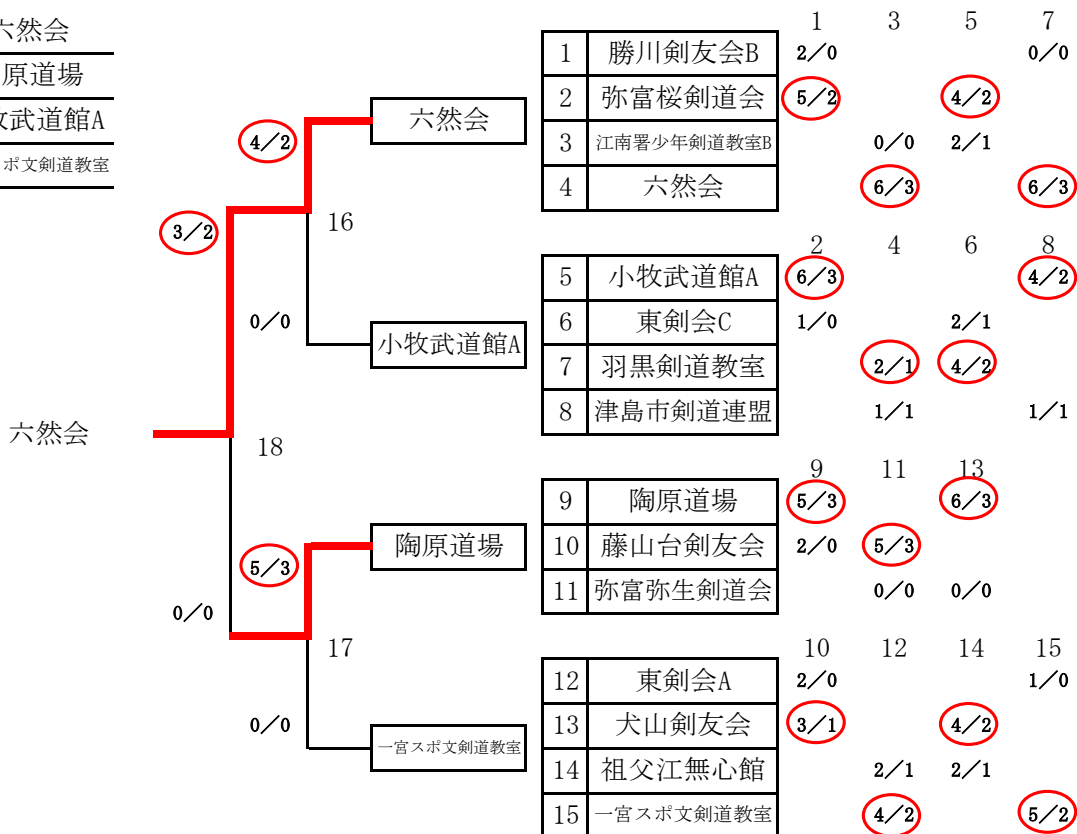 六然会
原道場
武道館A
ポ文剣道教室
1 3 5 7
1 勝川剣友会B 2/0 0/0
2 弥富桜剣道会 5/2 4/2
3 江南署少年剣道教室B 0/0 2/1
4 六然会 6/3 6/3
六然会
4/2
3/2
16
2 4 6 8
5 小牧武道館A 6/3 4/2
6 東剣会C 1/0 2/1
7 羽黒剣道教室 2/1 4/2
8 津島市剣道連盟 1/1 1/1
0/0
小牧武道館A
六然会
18
9 11 13
9 陶原道場 5/3 6/3
10 藤山台剣友会 2/0 5/3
11 弥富弥生剣道会 0/0 0/0
陶原道場
5/3
0/0
17
10 12 14 15
12 東剣会A 2/0 1/0
13 犬山剣友会 3/1 4/2
14 祖父江無心館 2/1 2/1
15 一宮スポ文剣道教室 4/2 5/2
0/0
一宮スポ文剣道教室